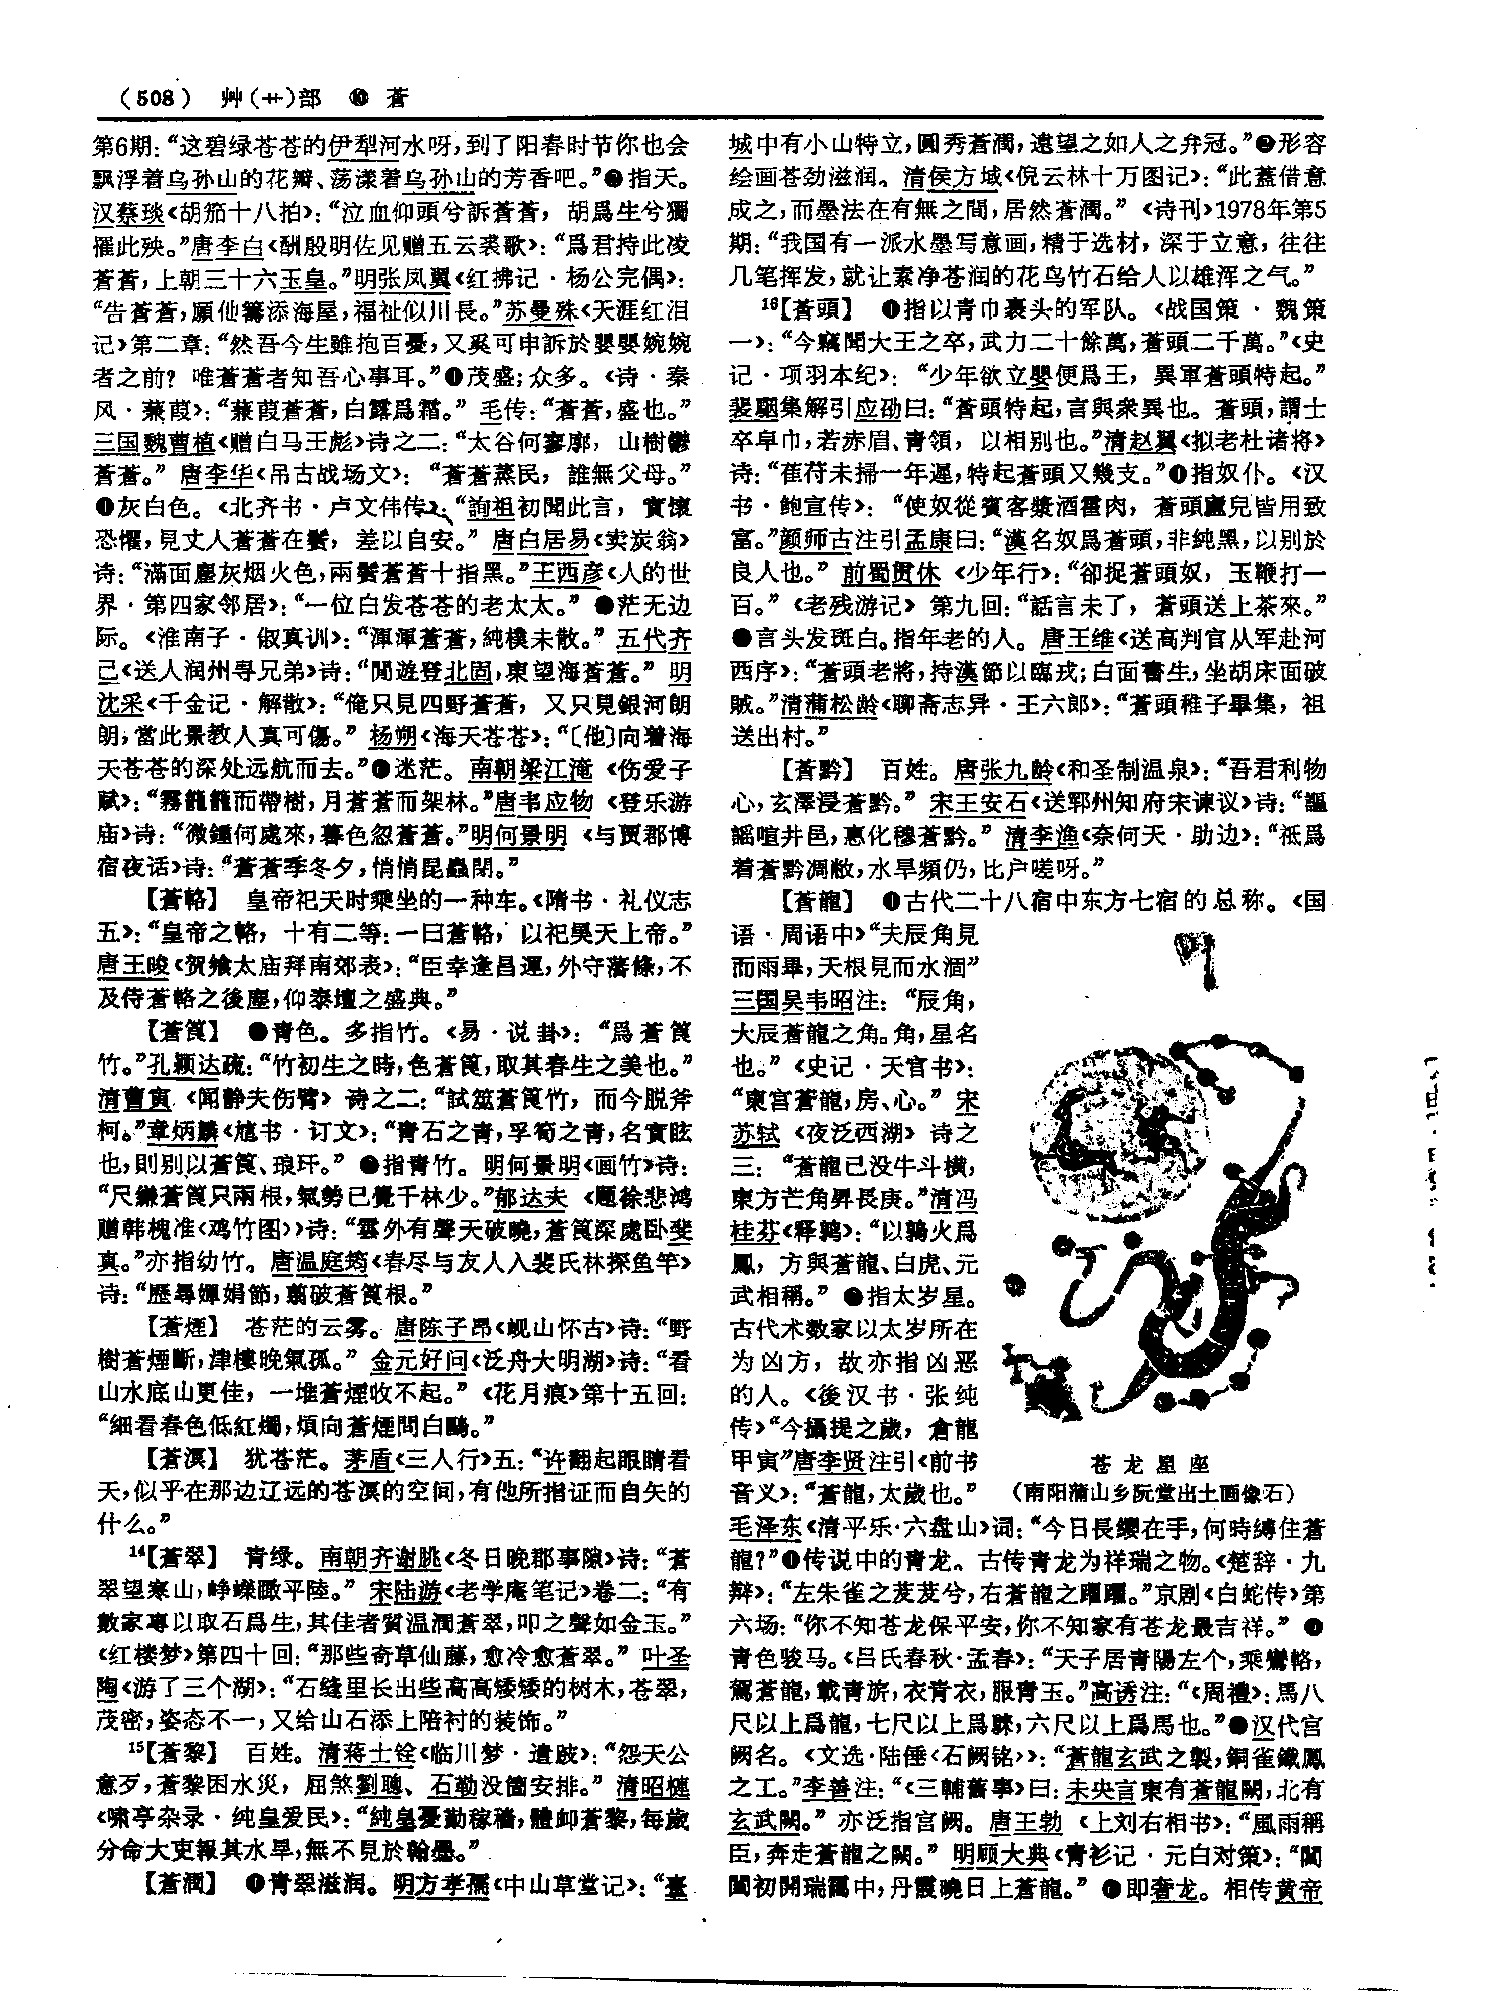 (508) 艸(艹)部 ⑩ 蒼
第6期：“这碧绿苍苍的伊犁河水呀，到了阳春时节你也会
飘浮着乌孙山的花瓣、荡漾着乌孙山的芳香吧。”❷指天。
汉蔡琰《胡笳十八拍》：“泣血仰頭兮訴蒼蒼，胡爲生兮獨
罹此殃。”唐李白《酬殷明佐见赠五云裘歌》：“爲君持此凌
蒼蒼，上朝三十六玉皇。”明张凤翼《红拂记·杨公完偶》：
“告蒼蒼，願仙籌添海屋，福祉似川長。”苏曼殊《天涯红泪
记》第二章：“然吾今生雖抱百憂，又奚可申訴於嬰嬰婉婉
者之前？唯蒼蒼者知吾心事耳。”❸茂盛；众多。《诗·秦
风·蒹葭》：“蒹葭蒼蒼，白露爲霜。”毛传：“蒼蒼，盛也。”
三国魏曹植《赠白马王彪》诗之二：“太谷何寥廓，山樹鬱
蒼蒼。”唐李华《吊古战场文》：“蒼蒼蒸民，誰無父母。”
❹灰白色。《北齐书·卢文伟传》：“詢祖初聞此言，實懷
恐懼，見丈人蒼蒼在鬢，差以自安。”唐白居易《卖炭翁》
诗：“滿面塵灰烟火色，兩鬢蒼蒼十指黑。”王西彦《人的世
界·第四家邻居》：“一位白发苍苍的老太太。”❺茫无边
际。《淮南子·俶真训》：“渾渾蒼蒼，純樸未散。”五代齐
己《送人润州寻兄弟》诗：“閒遊登北固，東望海蒼蒼。”明
沈采《千金记·解散》：“俺只見四野蒼蒼，又只見銀河朗
朗，當此景教人真可傷。”杨朔《海天苍苍》：“〔他〕向着海
天苍苍的深处远航而去。”❻迷茫。南朝梁江淹《伤爱子
赋》：“霧籠籠而帶樹，月蒼蒼而架林。”唐韦应物《登乐游
庙》诗：“微鍾何處來，暮色忽蒼蒼。”明何景明《与贾郡博
宿夜话》诗：“蒼蒼季冬夕，悄悄昆蟲閉。”
【蒼輅】 皇帝祀天时乘坐的一种车。《隋书·礼仪志
五》：“皇帝之輅，十有二等：一曰蒼輅，以祀昊天上帝。”
唐王晙《贺飨太庙拜南郊表》：“臣幸逢昌運，外守藩條，不
及侍蒼輅之後塵，仰泰壇之盛典。”
【蒼筤】 ❶青色。多指竹。《易·说卦》：“爲蒼筤
竹。”孔颖达疏：“竹初生之時，色蒼筤，取其春生之美也。”
清曹寅《闻静夫伤臂》诗之二：“試筮蒼筤竹，而今脱斧
柯。”章炳麟《訄书·订文》：“青石之青，孚筍之青，名實眩
也，則别以蒼筤、琅玕。”❷指青竹。明何景明《画竹》诗：
“尺縑蒼筤只兩根，氣勢已覺千林少。”郁达夫《题徐悲鸿
赠韩槐准〈鸡竹图〉》诗：“雲外有聲天破曉，蒼筤深處卧斐
真。”亦指幼竹。唐温庭筠《春尽与友人入裴氏林探鱼竿》
诗：“歷尋嬋娟節，翦破蒼筤根。”
【蒼煙】 苍茫的云雾。唐陈子昂《岘山怀古》诗：“野
樹蒼煙斷，津樓晚氣孤。”金元好问《泛舟大明湖》诗：“看
山水底山更佳，一堆蒼煙收不起。”《花月痕》第十五回：
“細看春色低紅燭，煩向蒼煙問白鷗。”
【蒼溟】 犹苍茫。茅盾《三人行》五：“许翻起眼睛看
天，似乎在那边辽远的苍溟的空间，有他所指证而自矢的
什么。”
¹⁴【蒼翠】 青绿。南朝齐谢朓《冬日晚郡事隙》诗：“蒼
翠望寒山，崢嶸瞰平陸。”宋陆游《老学庵笔记》卷二：“有
數家專以取石爲生，其佳者質温潤蒼翠，叩之聲如金玉。”
《红楼梦》第四十回：“那些奇草仙藤，愈冷愈蒼翠。”叶圣
陶《游了三个湖》：“石缝里长出些高高矮矮的树木，苍翠，
茂密，姿态不一，又给山石添上陪衬的装饰。”
¹⁵【蒼黎】 百姓。清蒋士铨《临川梦·遣跛》：“怨天公
意歹，蒼黎困水災，屈煞劉聰、石勒没箇安排。”清昭梿
《啸亭杂录·纯皇爱民》：“純皇憂勤稼穡，體卹蒼黎，每歲
分命大吏報其水旱，無不見於翰墨。”
【蒼潤】 ❶青翠滋润。明方孝孺《中山草堂记》：“臺
城中有小山特立，圓秀蒼潤，遠望之如人之弁冠。”❷形容
绘画苍劲滋润。清侯方域《倪云林十万图记》：“此蓋借意
成之，而墨法在有無之間，居然蒼潤。”《诗刊》1978年第5
期：“我国有一派水墨写意画，精于选材，深于立意，往往
几笔挥发，就让素净苍润的花鸟竹石给人以雄浑之气。”
¹⁶【蒼頭】 ❶指以青巾裹头的军队。《战国策·魏策
一》：“今竊聞大王之卒，武力二十餘萬，蒼頭二千萬。”《史
记·项羽本纪》：“少年欲立嬰便爲王，異軍蒼頭特起。”
裴駰集解引应劭曰：“蒼頭特起，言與衆異也。蒼頭，謂士
卒皁巾，若赤眉、青領，以相别也。”清赵翼《拟老杜诸将》
诗：“萑苻未掃一年遲，特起蒼頭又幾支。”❷指奴仆。《汉
书·鲍宣传》：“使奴從賓客漿酒霍肉，蒼頭廬兒皆用致
富。”颜师古注引孟康曰：“漢名奴爲蒼頭，非純黑，以别於
良人也。”前蜀贯休《少年行》：“卻捉蒼頭奴，玉鞭打一
百。”《老残游记》第九回：“話言未了，蒼頭送上茶來。”
❸言头发斑白。指年老的人。唐王维《送高判官从军赴河
西序》：“蒼頭老將，持漢節以臨戎；白面書生，坐胡床而破
賊。”清蒲松龄《聊斋志异·王六郎》：“蒼頭稚子畢集，祖
送出村。”
【蒼黔】 百姓。唐张九龄《和圣制温泉》：“吾君利物
心，玄澤浸蒼黔。”宋王安石《送郓州知府宋谏议》诗：“謳
謡喧井邑，惠化穆蒼黔。”清李渔《奈何天·助边》：“祗爲
着蒼黔凋敝，水旱頻仍，比户嗟呀。”
【蒼龍】 ❶古代二十八宿中东方七宿的总称。《国
语·周语中》“夫辰角見
而雨畢，天根見而水涸”
三国吴韦昭注：“辰角，
大辰蒼龍之角。角，星名
也。”《史记·天官书》：
“東宫蒼龍，房、心。”宋
苏轼《夜泛西湖》诗之
三：“蒼龍已没牛斗横，
東方芒角昇長庚。”清冯
桂芬《释鹑》：“以鶉火爲
鳳，方與蒼龍、白虎、元
武相稱。”❷指太岁星。
古代术数家以太岁所在
为凶方，故亦指凶恶
的人。《後汉书·张纯
传》“今攝提之歲，倉龍
甲寅”唐李贤注引《前书
音义》：“蒼龍，太歲也。”
苍龙星座
（南阳蒲山乡阮堂出土画像石）
毛泽东《清平乐·六盘山》词：“今日長纓在手，何時縛住蒼
龍？”❸传说中的青龙。古传青龙为祥瑞之物。《楚辞·九
辩》：“左朱雀之茇茇兮，右蒼龍之躍躍。”京剧《白蛇传》第
六场：“你不知苍龙保平安，你不知家有苍龙最吉祥。”❹
青色骏马。《吕氏春秋·孟春》：“天子居青陽左个，乘鸞輅，
駕蒼龍，載青旂，衣青衣，服青玉。”高诱注：“《周禮》：馬八
尺以上爲龍，七尺以上爲騋，六尺以上爲馬也。”❺汉代宫
阙名。《文选·陆倕〈石阙铭〉》：“蒼龍玄武之製，銅雀鐵鳳
之工。”李善注：“《三輔舊事》曰：未央宫東有蒼龍闕，北有
玄武闕。”亦泛指宫阙。唐王勃《上刘右相书》：“風雨稱
臣，奔走蒼龍之闕。”明顾大典《青衫记·元白对策》：“閶
闔初開瑞靄中，丹霞曉日上蒼龍。”❻即奢龙。相传黄帝